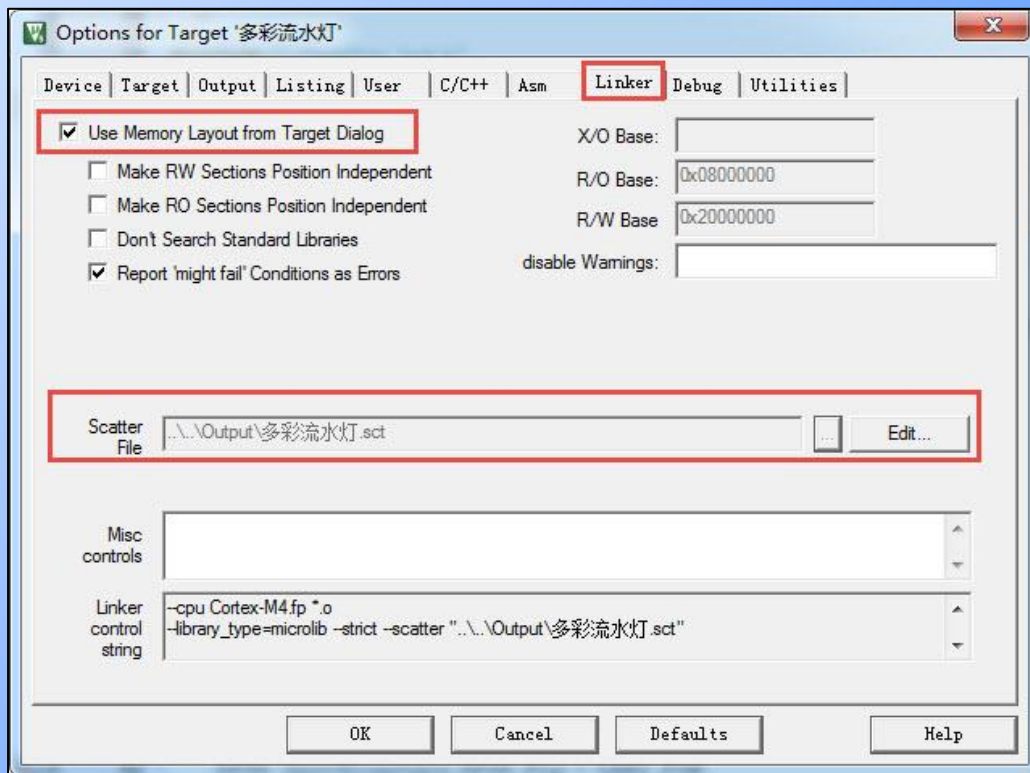 Options for Target '多彩流水灯'
Device Target Output Listing User C/C++ Asm Linker Debug Utilities
Use Memory Layout from Target Dialog
Make RW Sections Position Independent
Make RO Sections Position Independent
Don't Search Standard Libraries
Report 'might fail' Conditions as Errors
X/O Base:
R/O Base: 0x08000000
R/W Base 0x20000000
disable Warnings:
Scatter
File
..\..\Output\多彩流水灯.sct
...
Edit...
Misc
controls
Linker
control
string
--cpu Cortex-M4.fp *.o
--library_type=microlib --strict --scatter "..\..\Output\多彩流水灯.sct"
OK Cancel Defaults Help